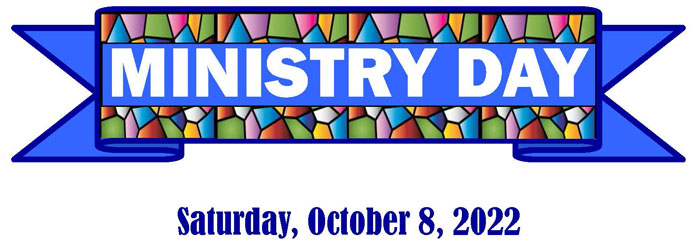 MINISTRY DAY
Saturday, October 8, 2022